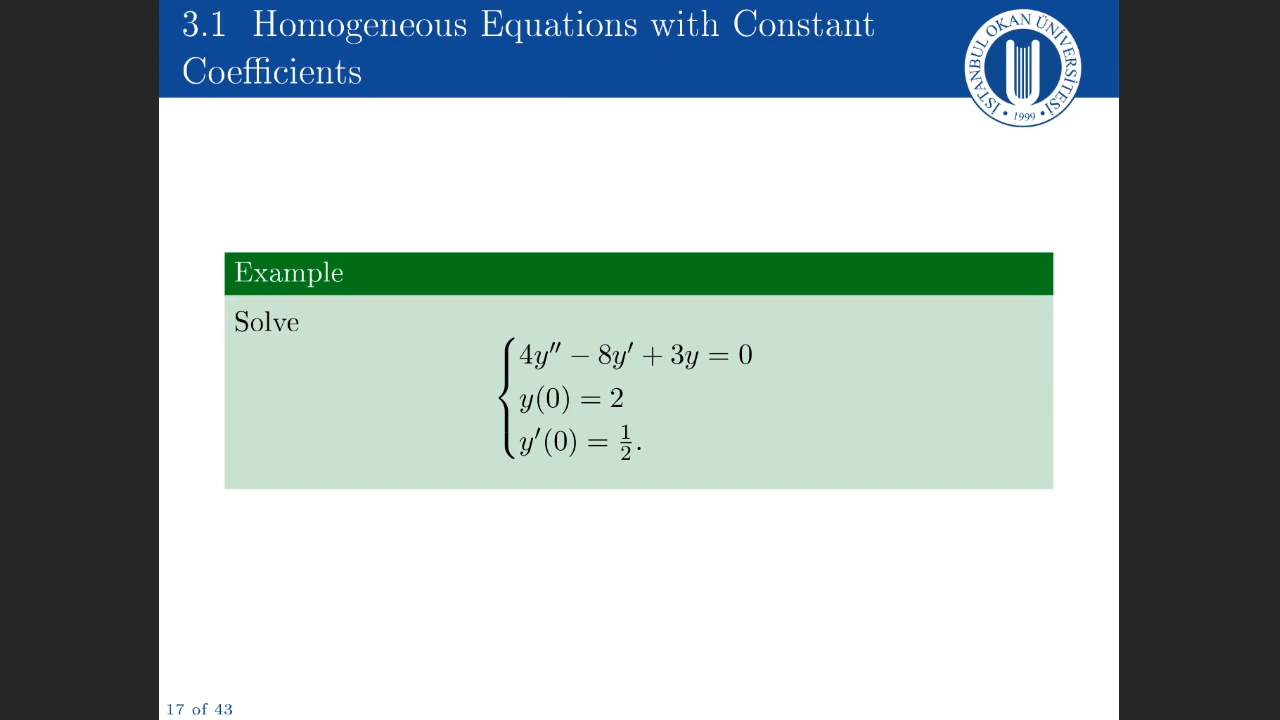 3.1 Homogeneous Equations with Constant
Coefficients
İSTANBUL OKAN ÜNİVERSİTESİ
• 1999 •
Example
Solve
4y″ − 8y′ + 3y = 0
y(0) = 2
y′(0) = 1/2.
17 of 43